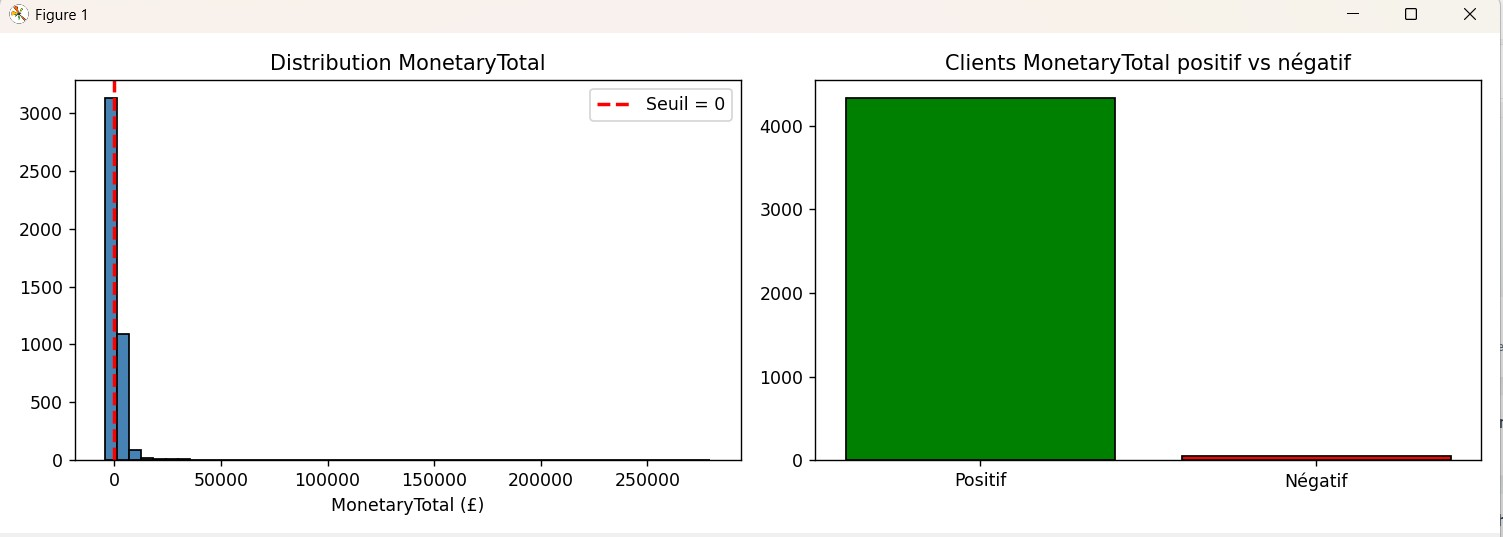 Figure 1
Distribution MonetaryTotal
Seuil = 0
3000
2500
2000
1500
1000
500
0
0 50000 100000 150000 200000 250000
MonetaryTotal (£)
Clients MonetaryTotal positif vs négatif
4000
3000
2000
1000
0
Positif Négatif